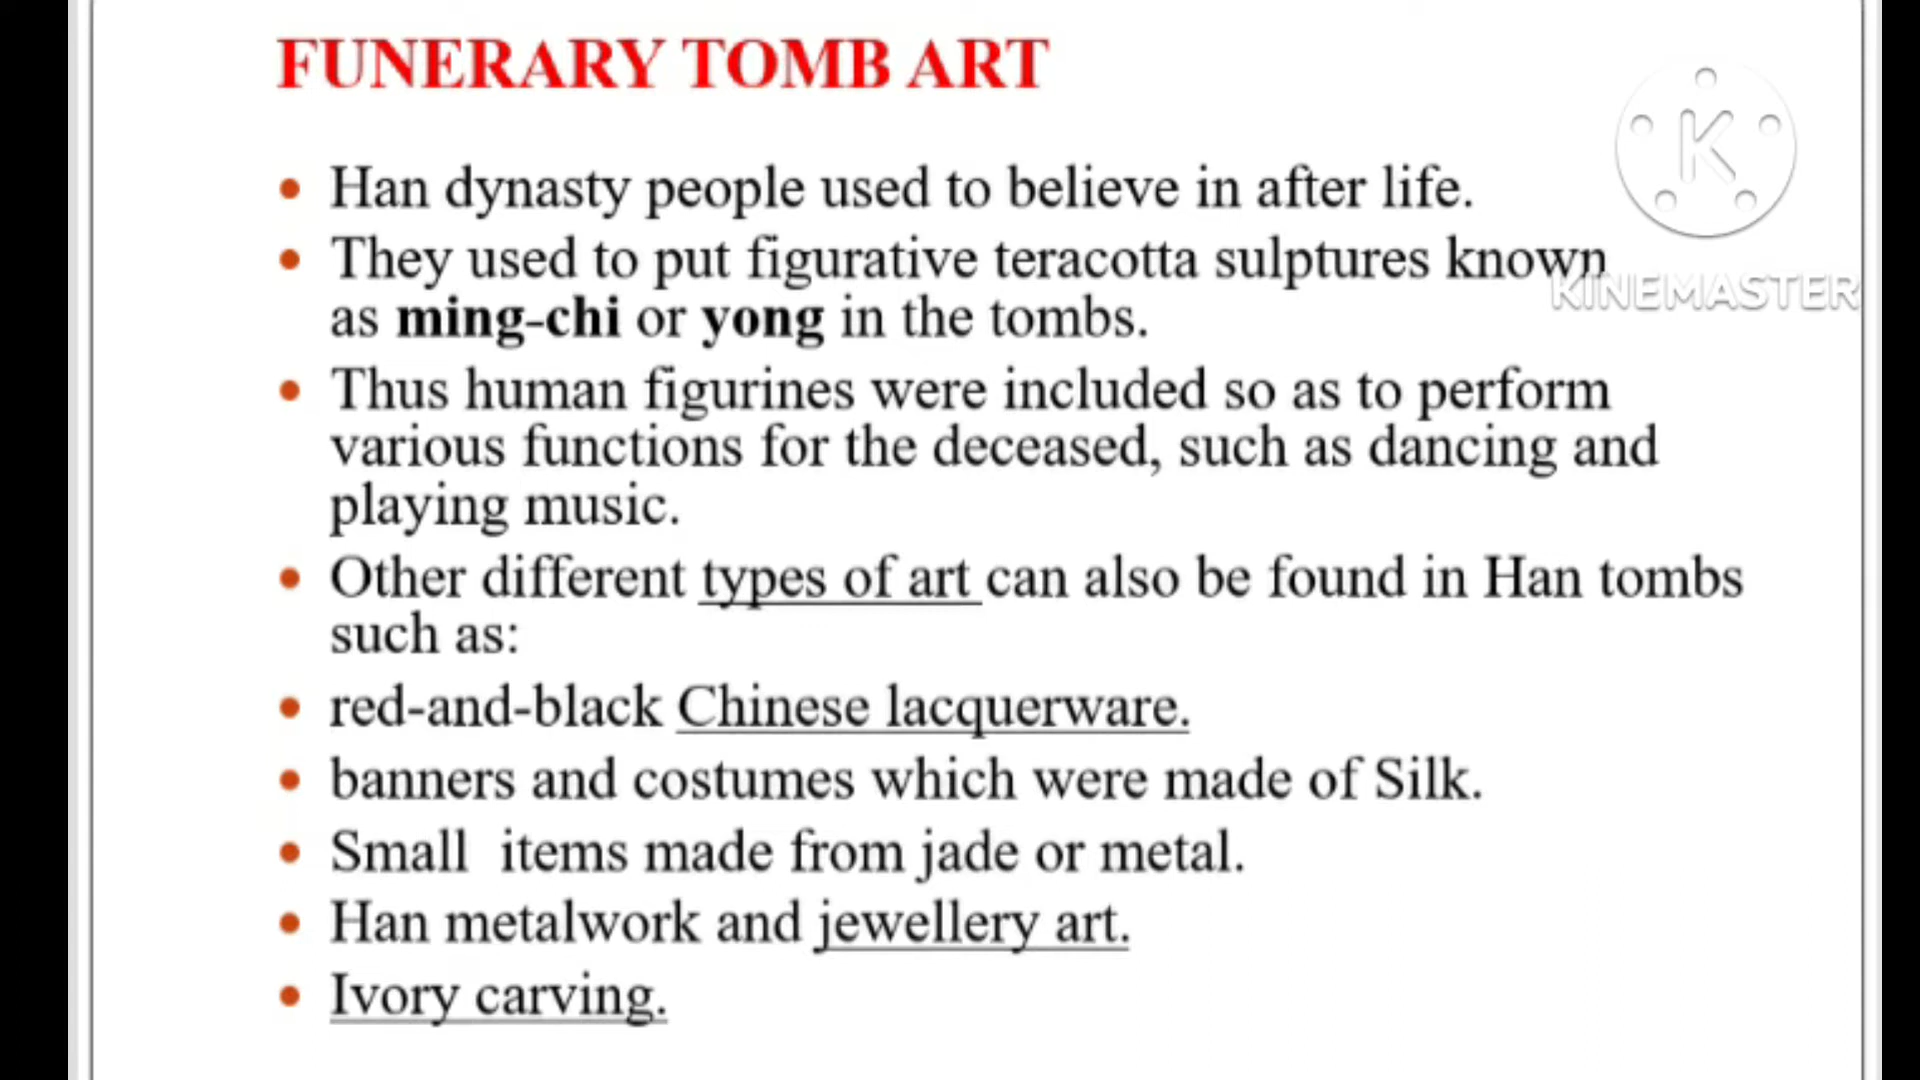 FUNERARY TOMB ART
• Han dynasty people used to believe in after life.
• They used to put figurative teracotta sulptures known
as ming-chi or yong in the tombs.
• Thus human figurines were included so as to perform
various functions for the deceased, such as dancing and
playing music.
• Other different types of art can also be found in Han tombs
such as:
• red-and-black Chinese lacquerware.
• banners and costumes which were made of Silk.
• Small  items made from jade or metal.
• Han metalwork and jewellery art.
• Ivory carving.
K
KINEMASTER